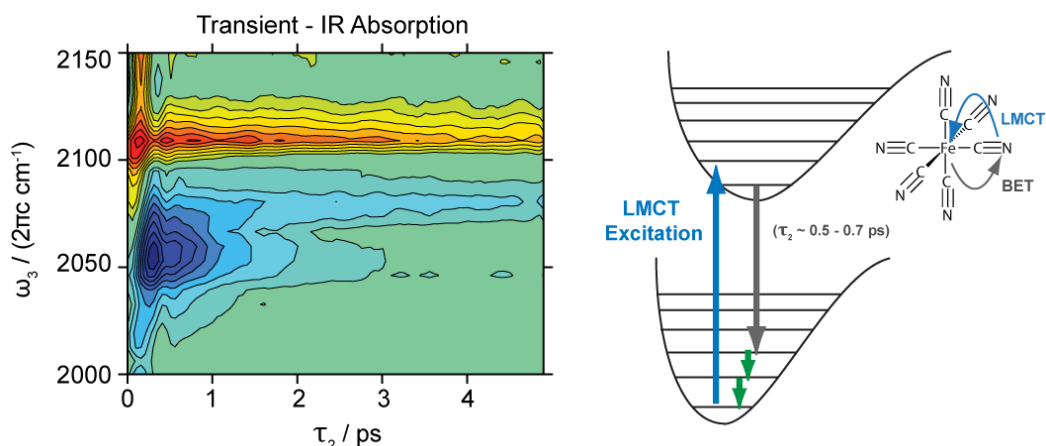 Transient - IR Absorption
2150
2100
2050
2000
ω₃ / (2πc cm⁻¹)
0
1
2
3
4
τ₂ / ps
LMCT
Excitation
(τ₂ ~ 0.5 - 0.7 ps)
N
N
C
C
LMCT
N≡C
Fe
C≡N
C
C
BET
N
N